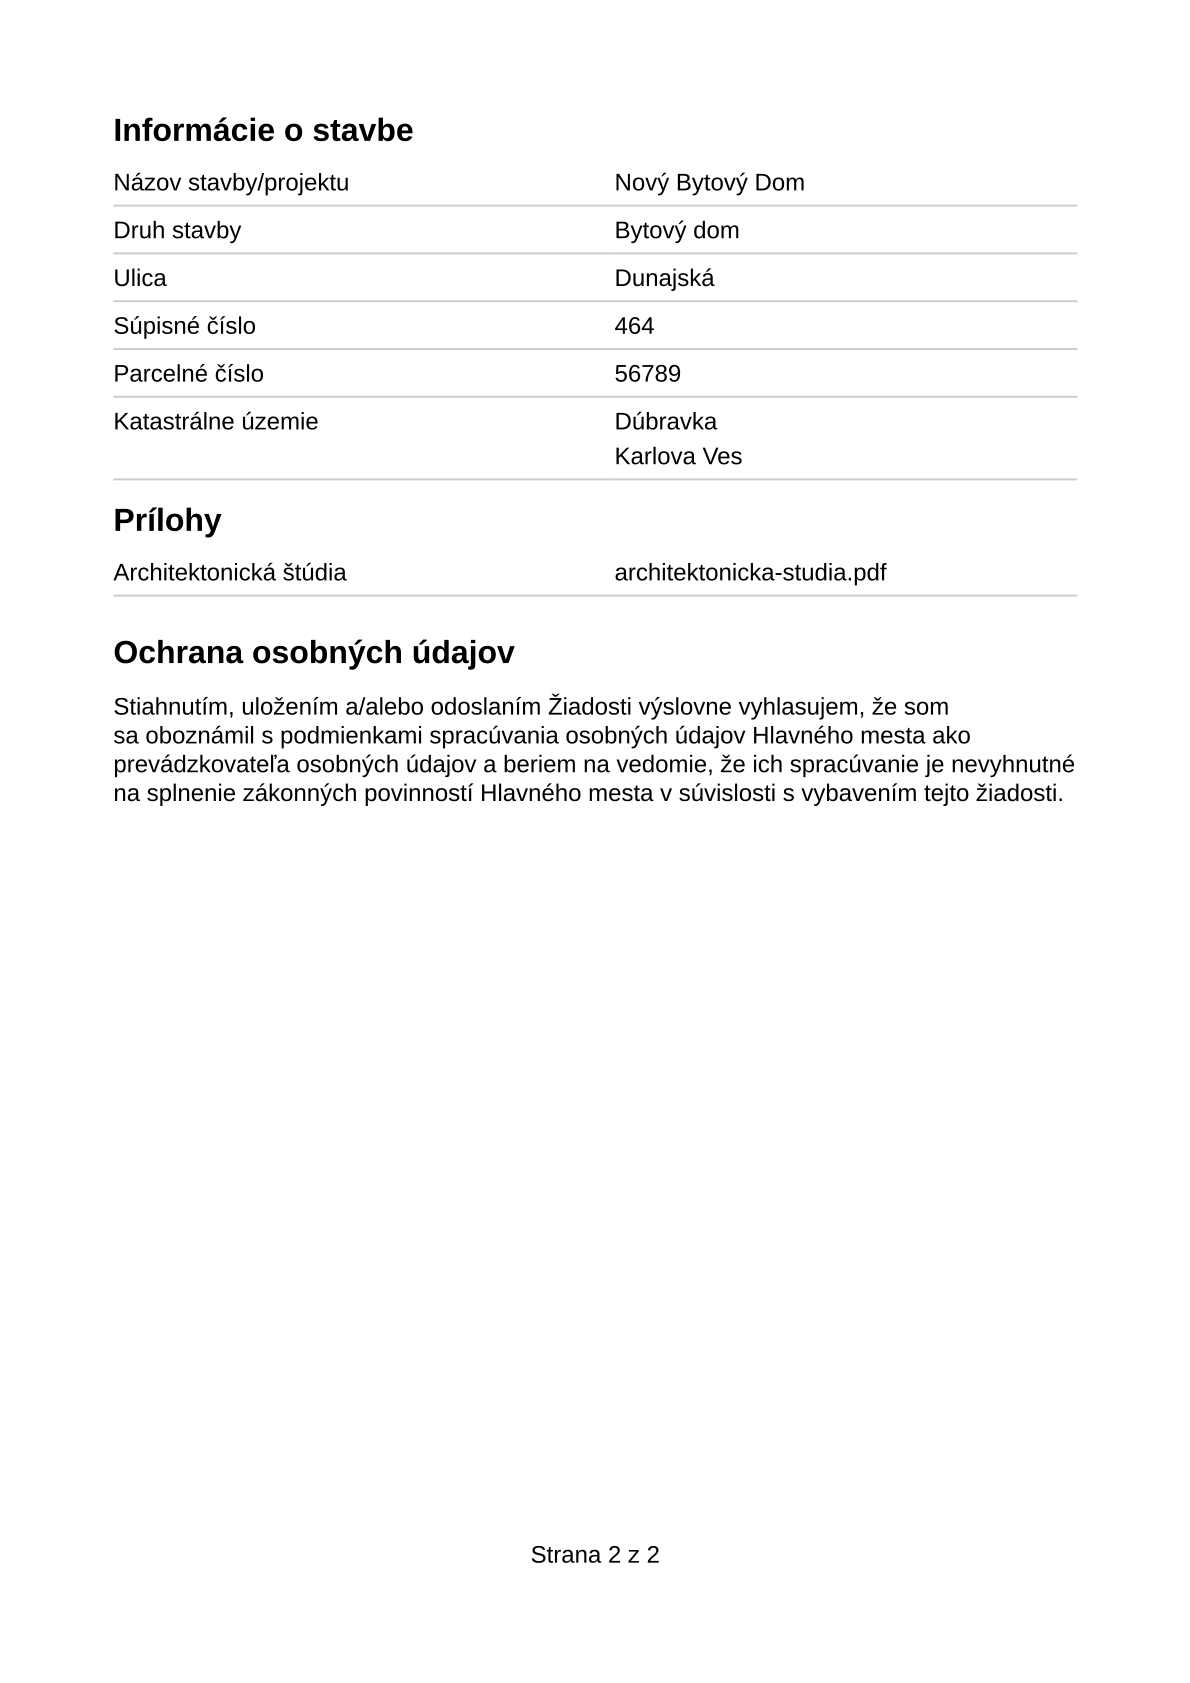 Informácie o stavbe
Názov stavby/projektu Nový Bytový Dom
Druh stavby Bytový dom
Ulica Dunajská
Súpisné číslo 464
Parcelné číslo 56789
Katastrálne územie Dúbravka
Karlova Ves
Prílohy
Architektonická štúdia architektonicka-studia.pdf
Ochrana osobných údajov
Stiahnutím, uložením a/alebo odoslaním Žiadosti výslovne vyhlasujem, že som
sa oboznámil s podmienkami spracúvania osobných údajov Hlavného mesta ako
prevádzkovateľa osobných údajov a beriem na vedomie, že ich spracúvanie je nevyhnutné
na splnenie zákonných povinností Hlavného mesta v súvislosti s vybavením tejto žiadosti.
Strana 2 z 2